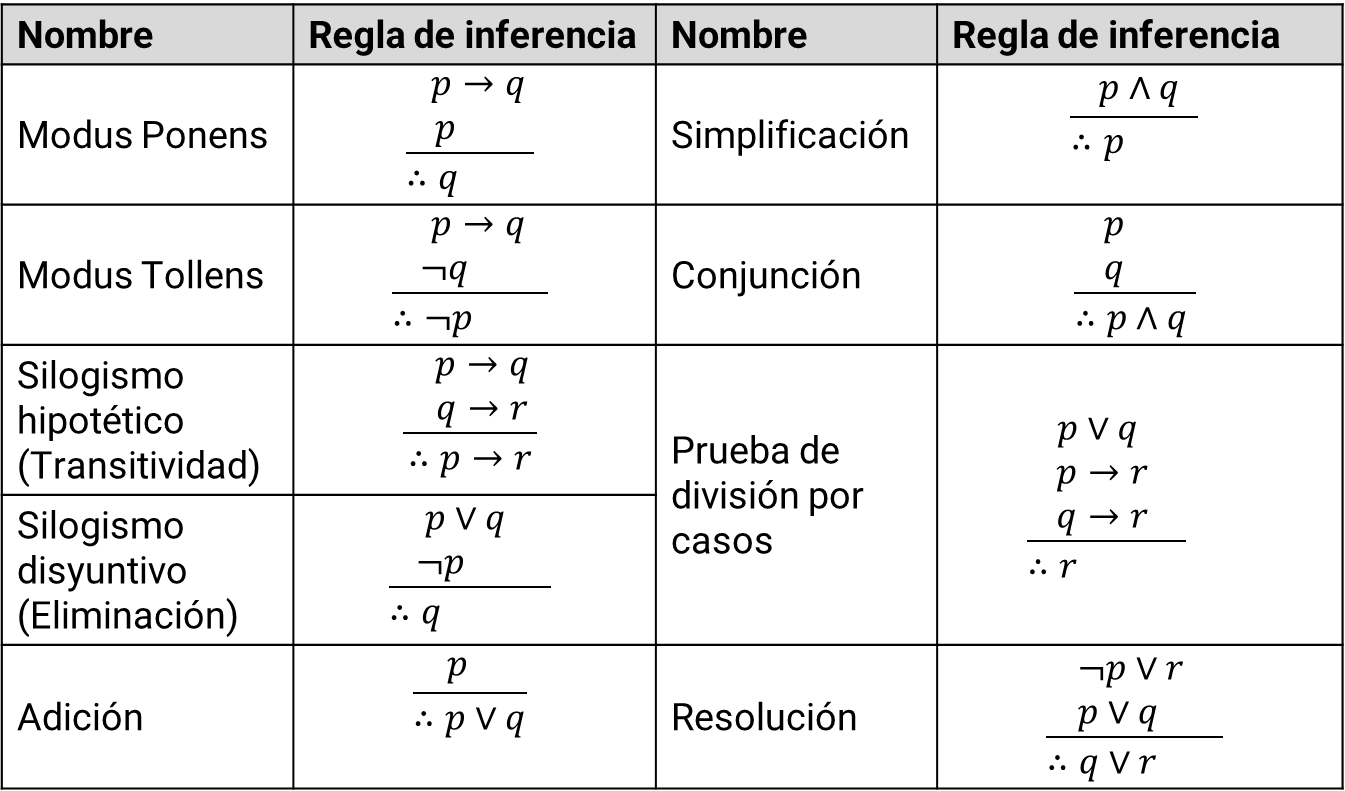 Nombre
Regla de inferencia
Nombre
Regla de inferencia
Modus Ponens
p → q
p
∴ q
Simplificación
p ∧ q
∴ p
Modus Tollens
p → q
¬q
∴ ¬p
Conjunción
p
q
∴ p ∧ q
Silogismo
hipotético
(Transitividad)
p → q
q → r
∴ p → r
Prueba de
división por
casos
p ∨ q
p → r
q → r
∴ r
Silogismo
disyuntivo
(Eliminación)
p ∨ q
¬p
∴ q
Adición
p
∴ p ∨ q
Resolución
¬p ∨ r
p ∨ q
∴ q ∨ r